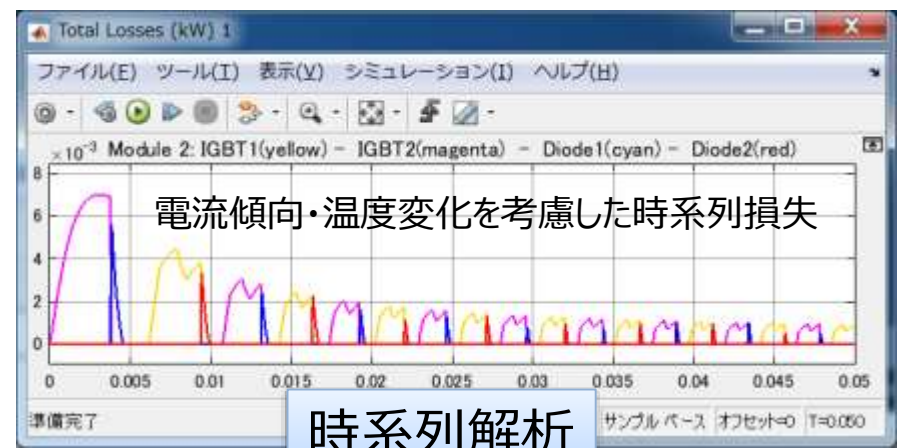 Total Losses (kW) 1
ファイル(E) ツール(I) 表示(V) シミュレーション(I) ヘルプ(H)
×10⁻³ Module 2: IGBT1(yellow) - IGBT2(magenta) - Diode1(cyan) - Diode2(red)
8
電流傾向・温度変化を考慮した時系列損失
6
4
2
0
0 0.005 0.01 0.015 0.02 0.025 0.03 0.035 0.04 0.045 0.05
準備完了 時系列解析 サンプル ベース オフセット=0 T=0.050